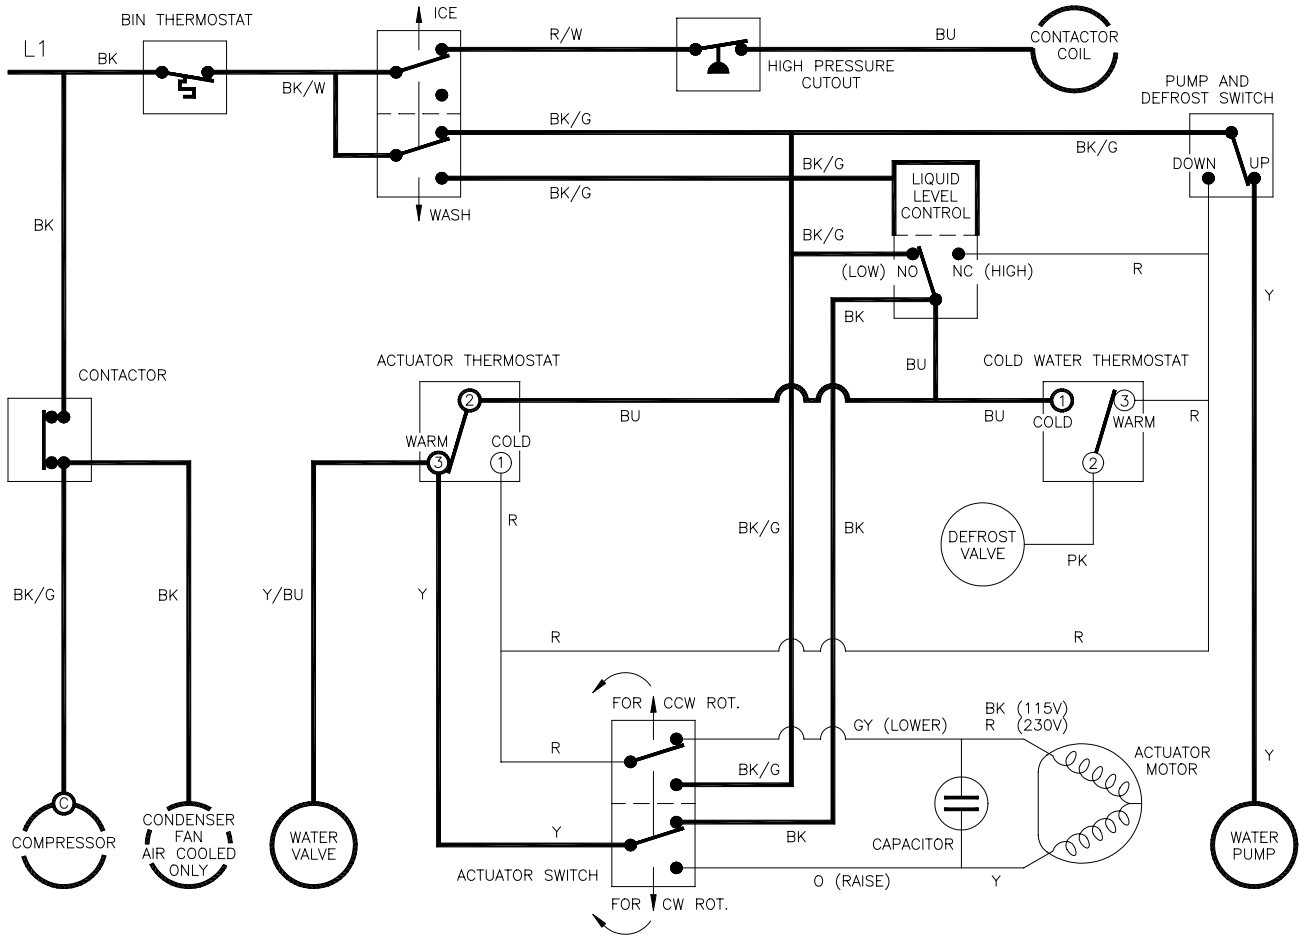 BIN THERMOSTAT
ICE
L1
BK
R/W
BU
CONTACTOR
COIL
HIGH PRESSURE
CUTOUT
BK/W
PUMP AND
DEFROST SWITCH
BK/G
BK/G
DOWN
UP
BK/G
BK/G
LIQUID
LEVEL
CONTROL
WASH
BK
BK/G
(LOW)
NO
NC
(HIGH)
R
Y
BK
CONTACTOR
ACTUATOR THERMOSTAT
BU
COLD WATER THERMOSTAT
2
BU
BU
1
3
R
COLD
WARM
WARM
COLD
3
1
2
R
BK/G
BK
DEFROST
VALVE
PK
BK/G
BK
Y/BU
Y
R
R
FOR
CCW ROT.
BK (115V)
R (230V)
GY (LOWER)
R
BK/G
ACTUATOR
MOTOR
Y
C
COMPRESSOR
CONDENSER
FAN
AIR COOLED
ONLY
WATER
VALVE
Y
BK
CAPACITOR
WATER
PUMP
ACTUATOR SWITCH
O (RAISE)
Y
FOR
CW ROT.